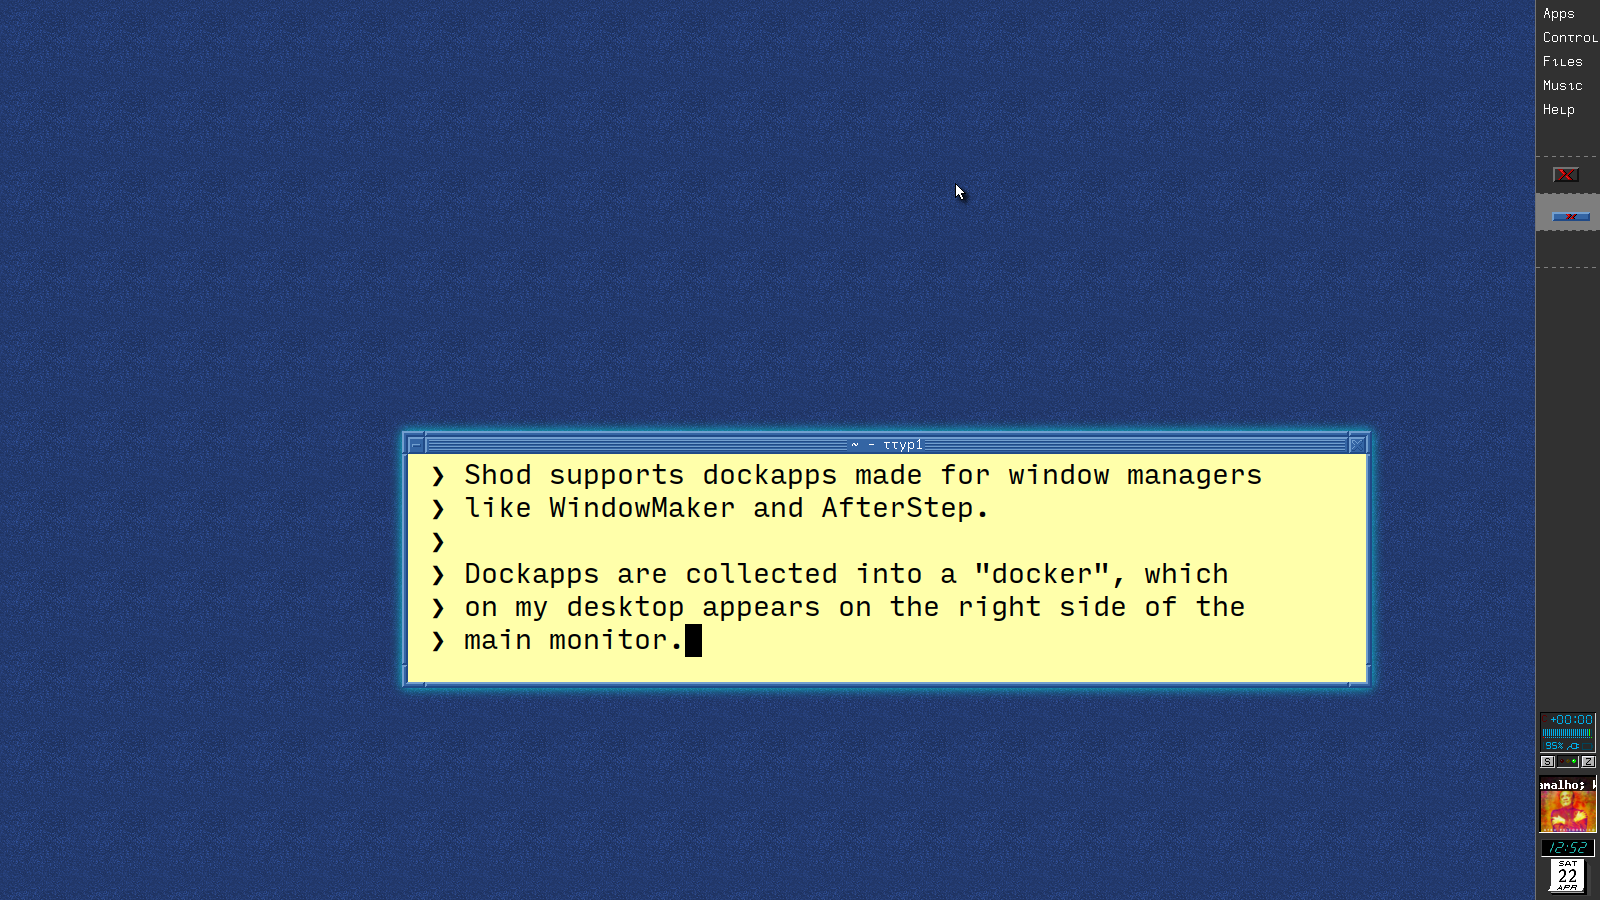 Apps
Control
Files
Music
Help
~ - ttyp1
❯ Shod supports dockapps made for window managers
❯ like WindowMaker and AfterStep.
❯
❯ Dockapps are collected into a "docker", which
❯ on my desktop appears on the right side of the
❯ main monitor.
+00:00
95%
S Z
amalho;
12:52
SAT
22
APR